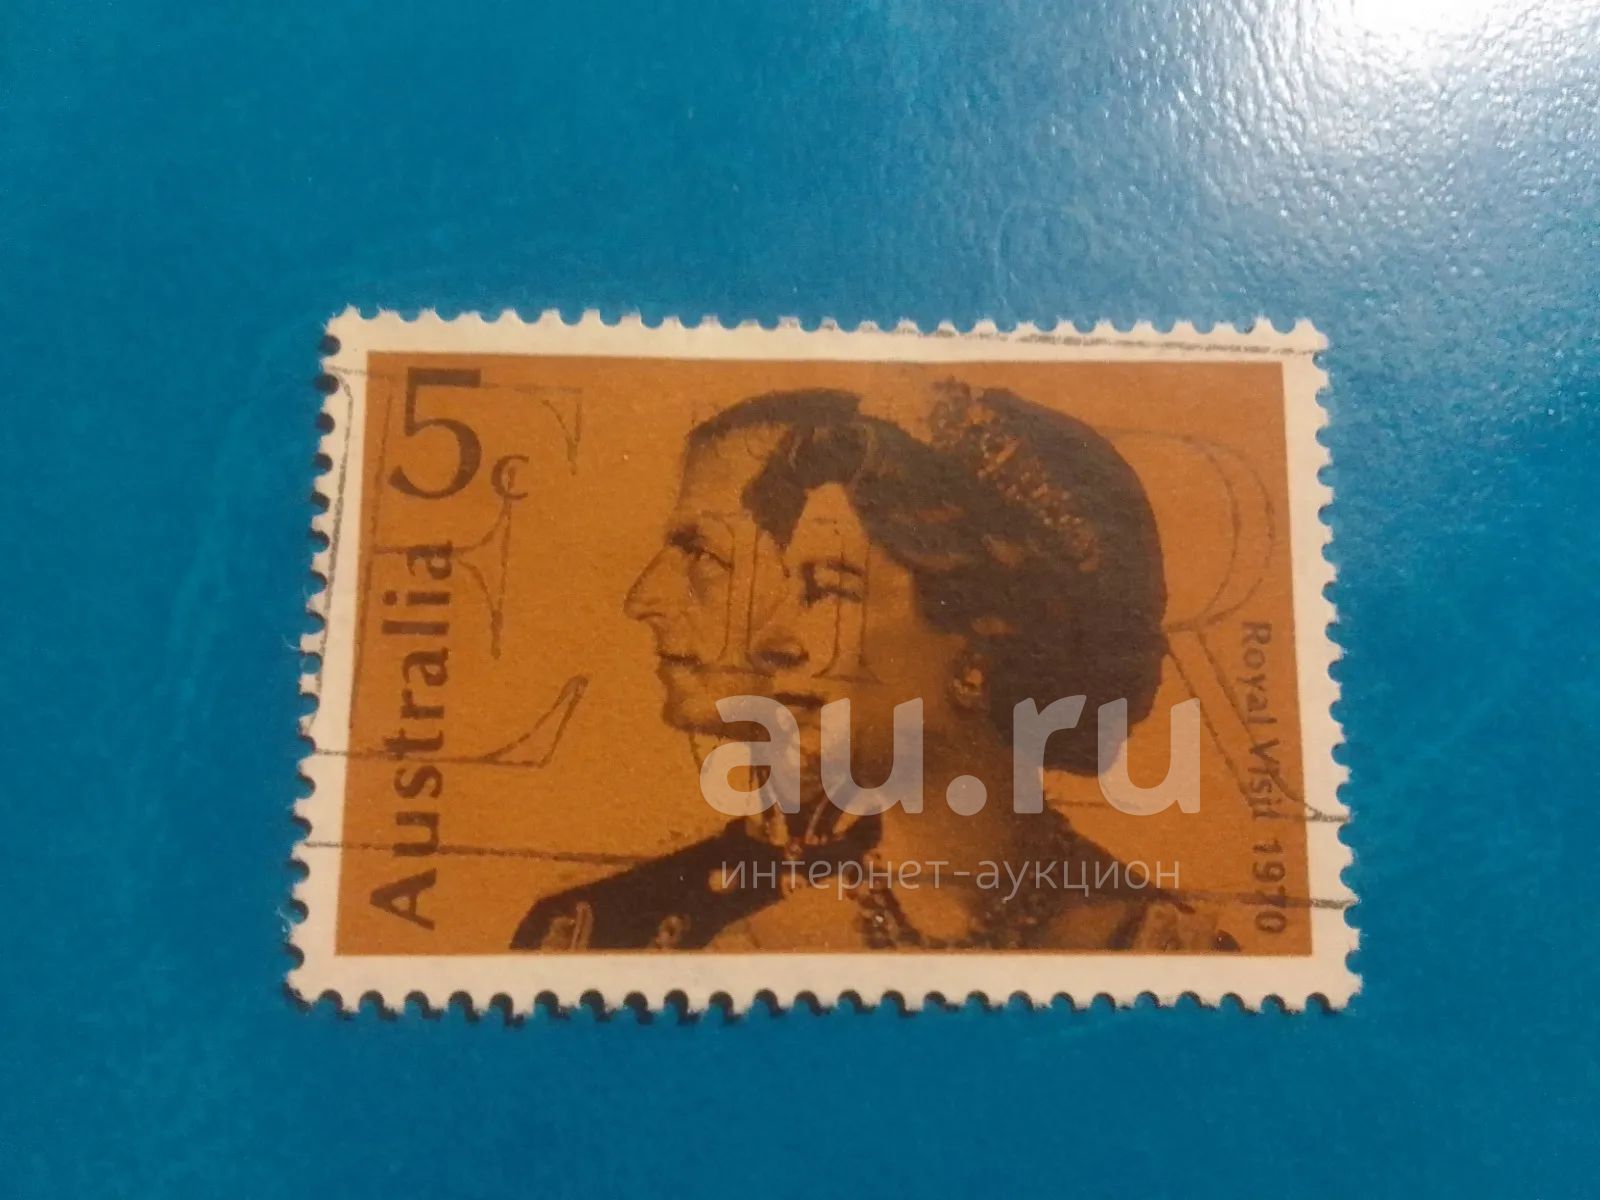 5c
Australia
Royal Visit 1970
au.ru
интернет-аукцион